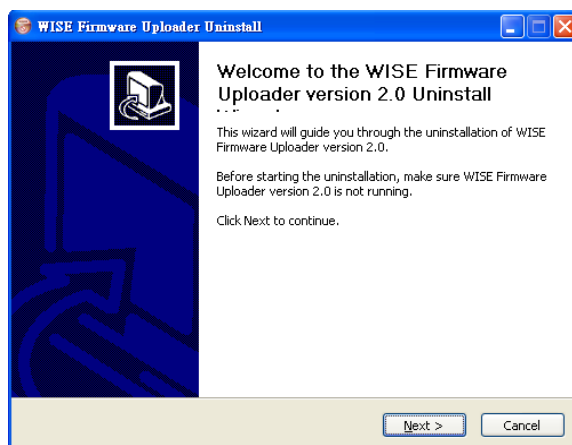 WISE Firmware Uploader Uninstall
Welcome to the WISE Firmware
Uploader version 2.0 Uninstall
This wizard will guide you through the uninstallation of WISE
Firmware Uploader version 2.0.
Before starting the uninstallation, make sure WISE Firmware
Uploader version 2.0 is not running.
Click Next to continue.
Next >
Cancel